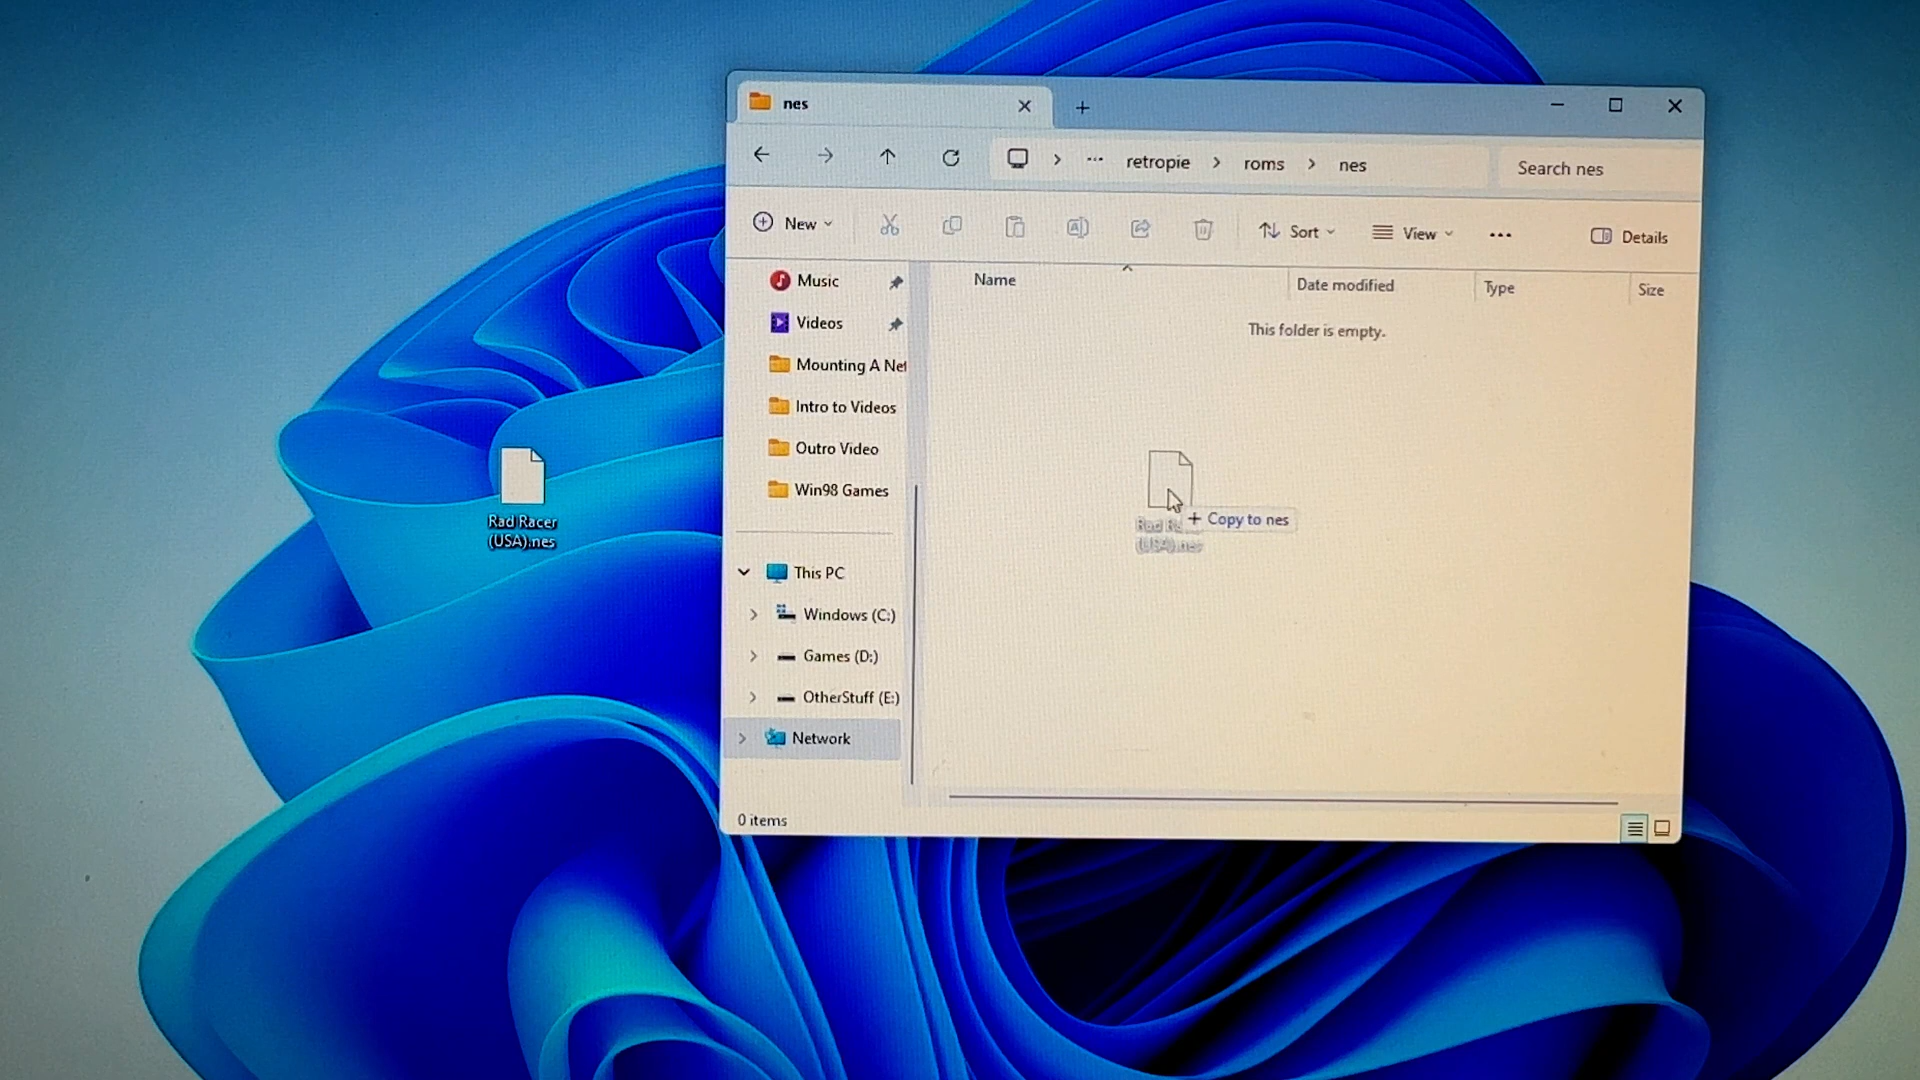 nes
retropie > roms > nes
Search nes
New
Sort
View
Details
Music
Videos
Mounting A Net
Intro to Videos
Outro Video
Win98 Games
This PC
Windows (C:)
Games (D:)
OtherStuff (E:)
Network
0 items
Name
Date modified
Type
Size
This folder is empty.
+ Copy to nes
(USA).nes
Rad Racer
(USA).nes